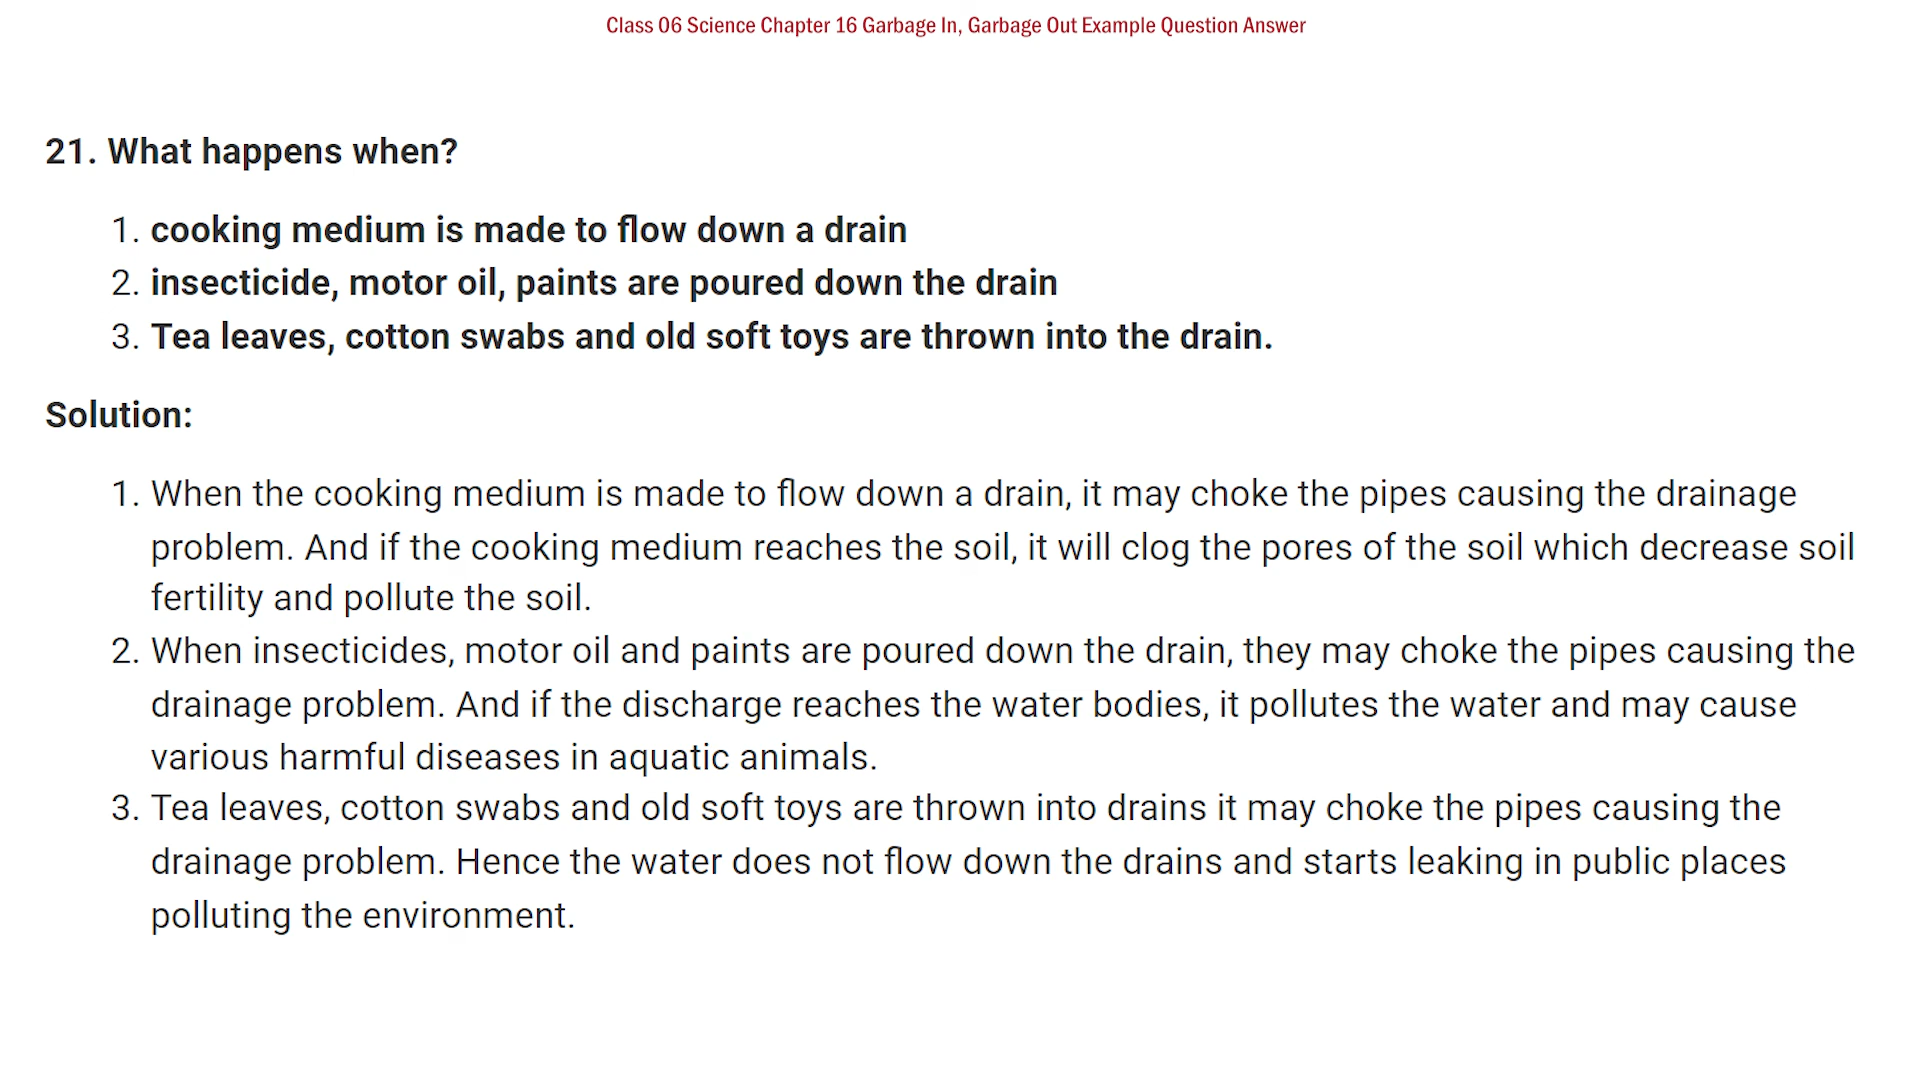 Class 06 Science Chapter 16 Garbage In, Garbage Out Example Question Answer
21. What happens when?
1. cooking medium is made to flow down a drain
2. insecticide, motor oil, paints are poured down the drain
3. Tea leaves, cotton swabs and old soft toys are thrown into the drain.
Solution:
1. When the cooking medium is made to flow down a drain, it may choke the pipes causing the drainage
problem. And if the cooking medium reaches the soil, it will clog the pores of the soil which decrease soil
fertility and pollute the soil.
2. When insecticides, motor oil and paints are poured down the drain, they may choke the pipes causing the
drainage problem. And if the discharge reaches the water bodies, it pollutes the water and may cause
various harmful diseases in aquatic animals.
3. Tea leaves, cotton swabs and old soft toys are thrown into drains it may choke the pipes causing the
drainage problem. Hence the water does not flow down the drains and starts leaking in public places
polluting the environment.